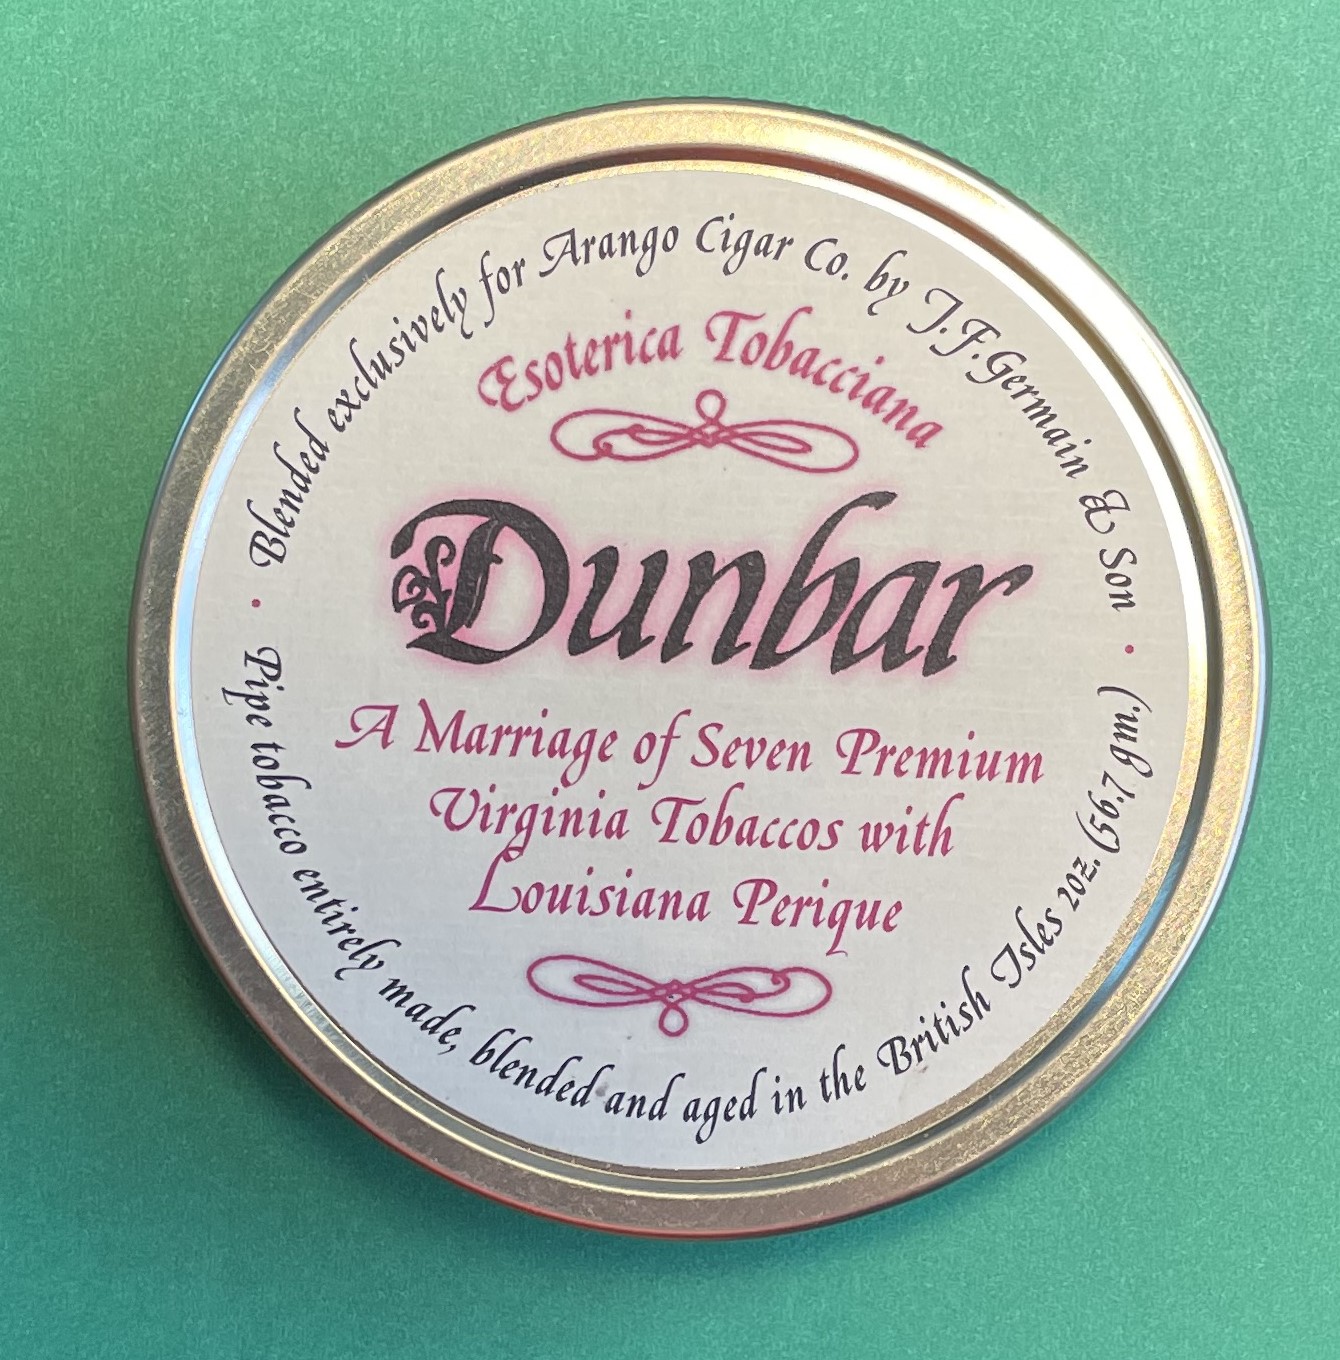 Blended exclusively for Arango Cigar Co. by J.F.Germain & Son
Esoterica Tobacciana
Dunbar
A Marriage of Seven Premium
Virginia Tobaccos with
Louisiana Perique
Pipe tobacco entirely made, blended and aged in the British Isles 2oz. (56.7 gm.)